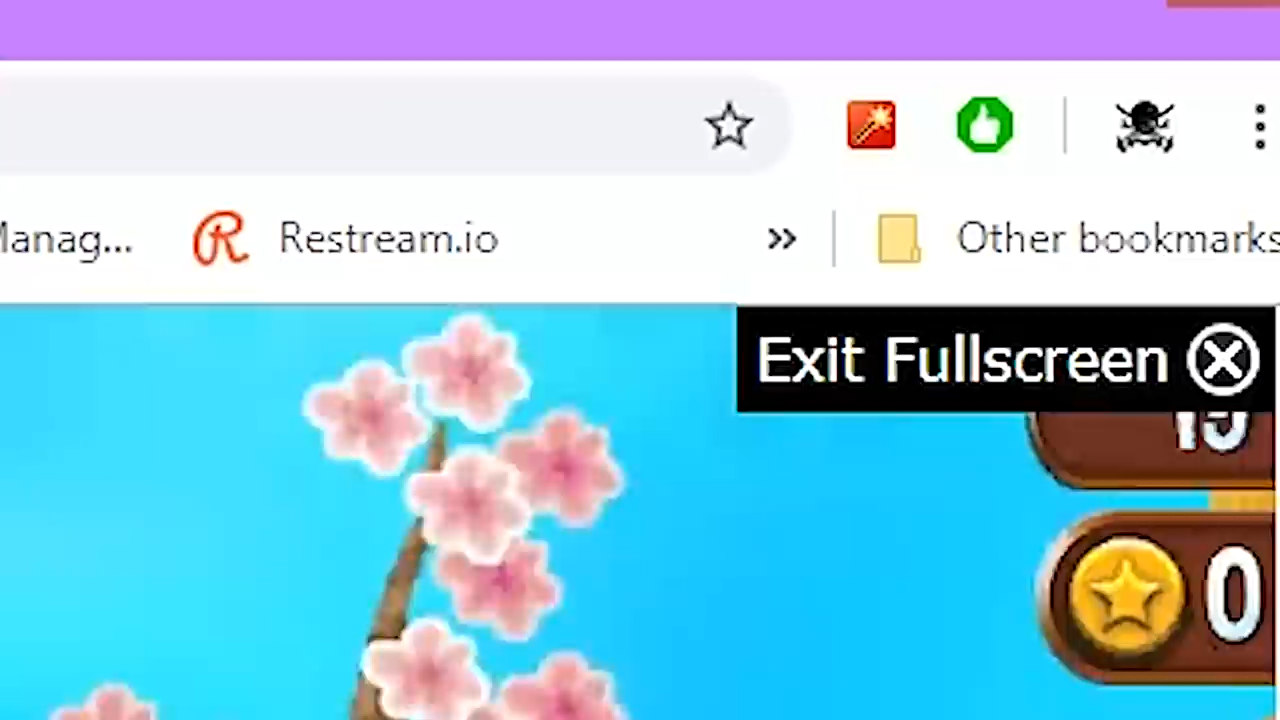 Manag...
Restream.io
»
Other bookmarks
Exit Fullscreen
0